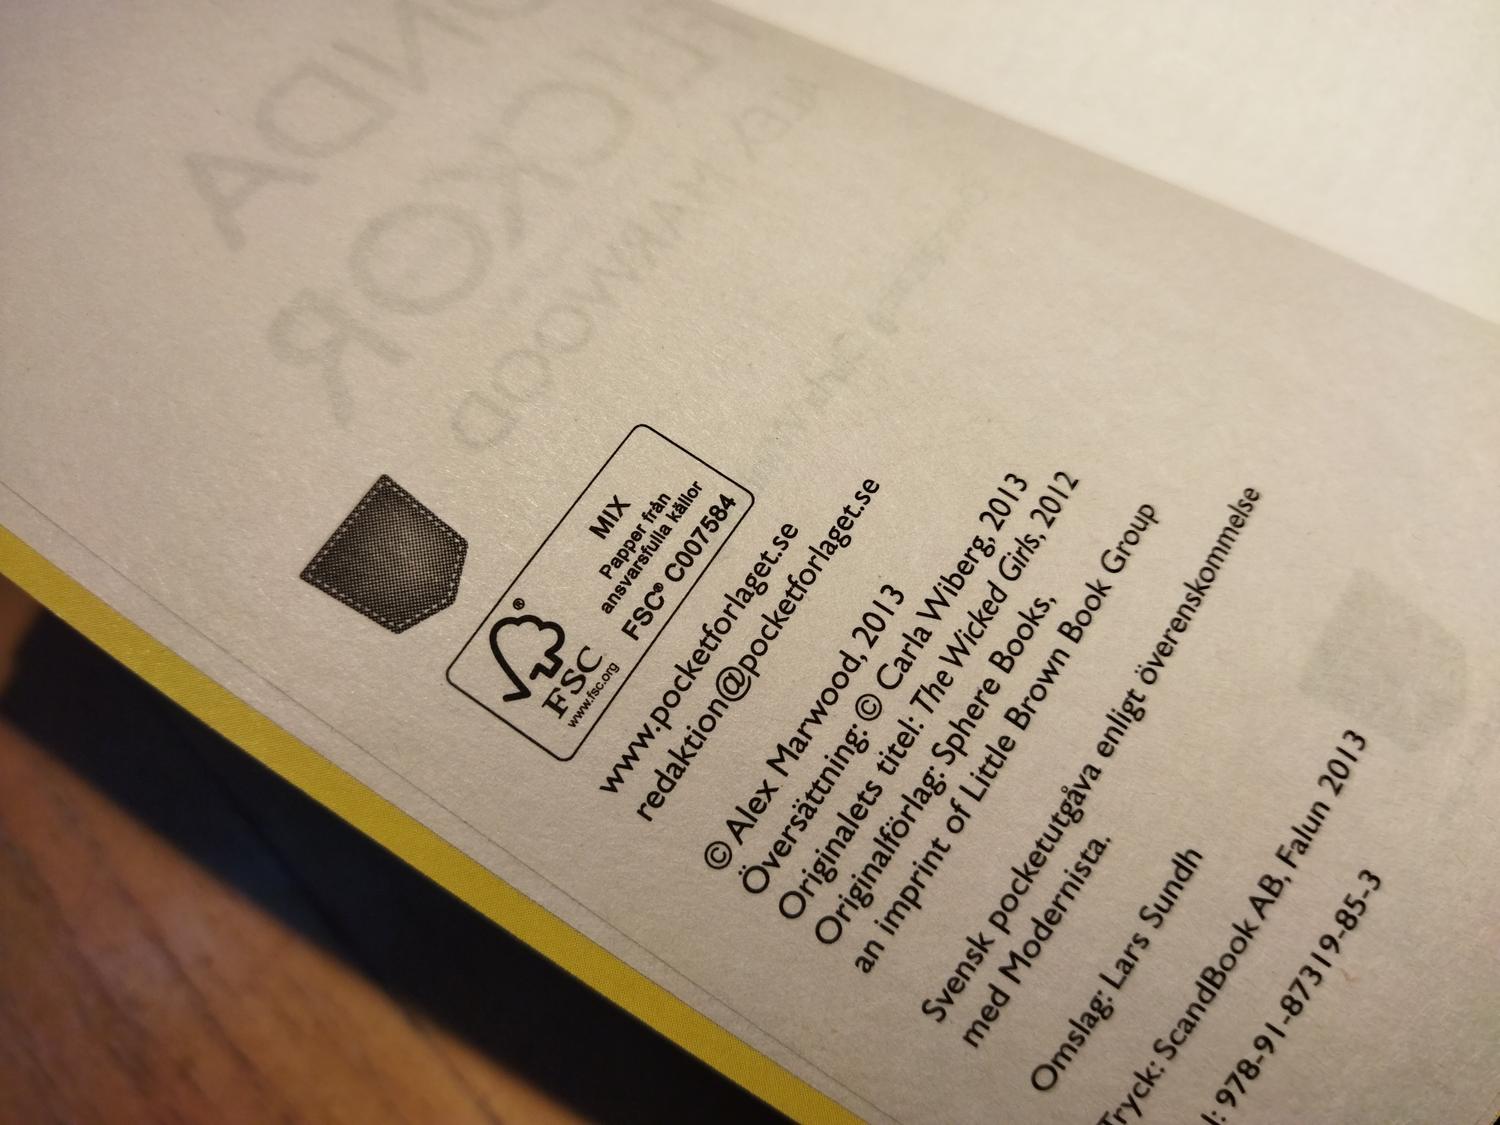 MIX
Papper från
ansvarsfulla källor
FSC® C007584
®
FSC
www.fsc.org
www.pocketforlaget.se
redaktion@pocketforlaget.se
© Alex Marwood, 2013
Översättning: © Carla Wiberg, 2013
Originalets titel: The Wicked Girls, 2012
Originalförlag: Sphere Books,
an imprint of Little Brown Book Group
Svensk pocketutgåva enligt överenskommelse
med Modernista.
Omslag: Lars Sundh
Tryck: ScandBook AB, Falun 2013
978-91-87319-85-3